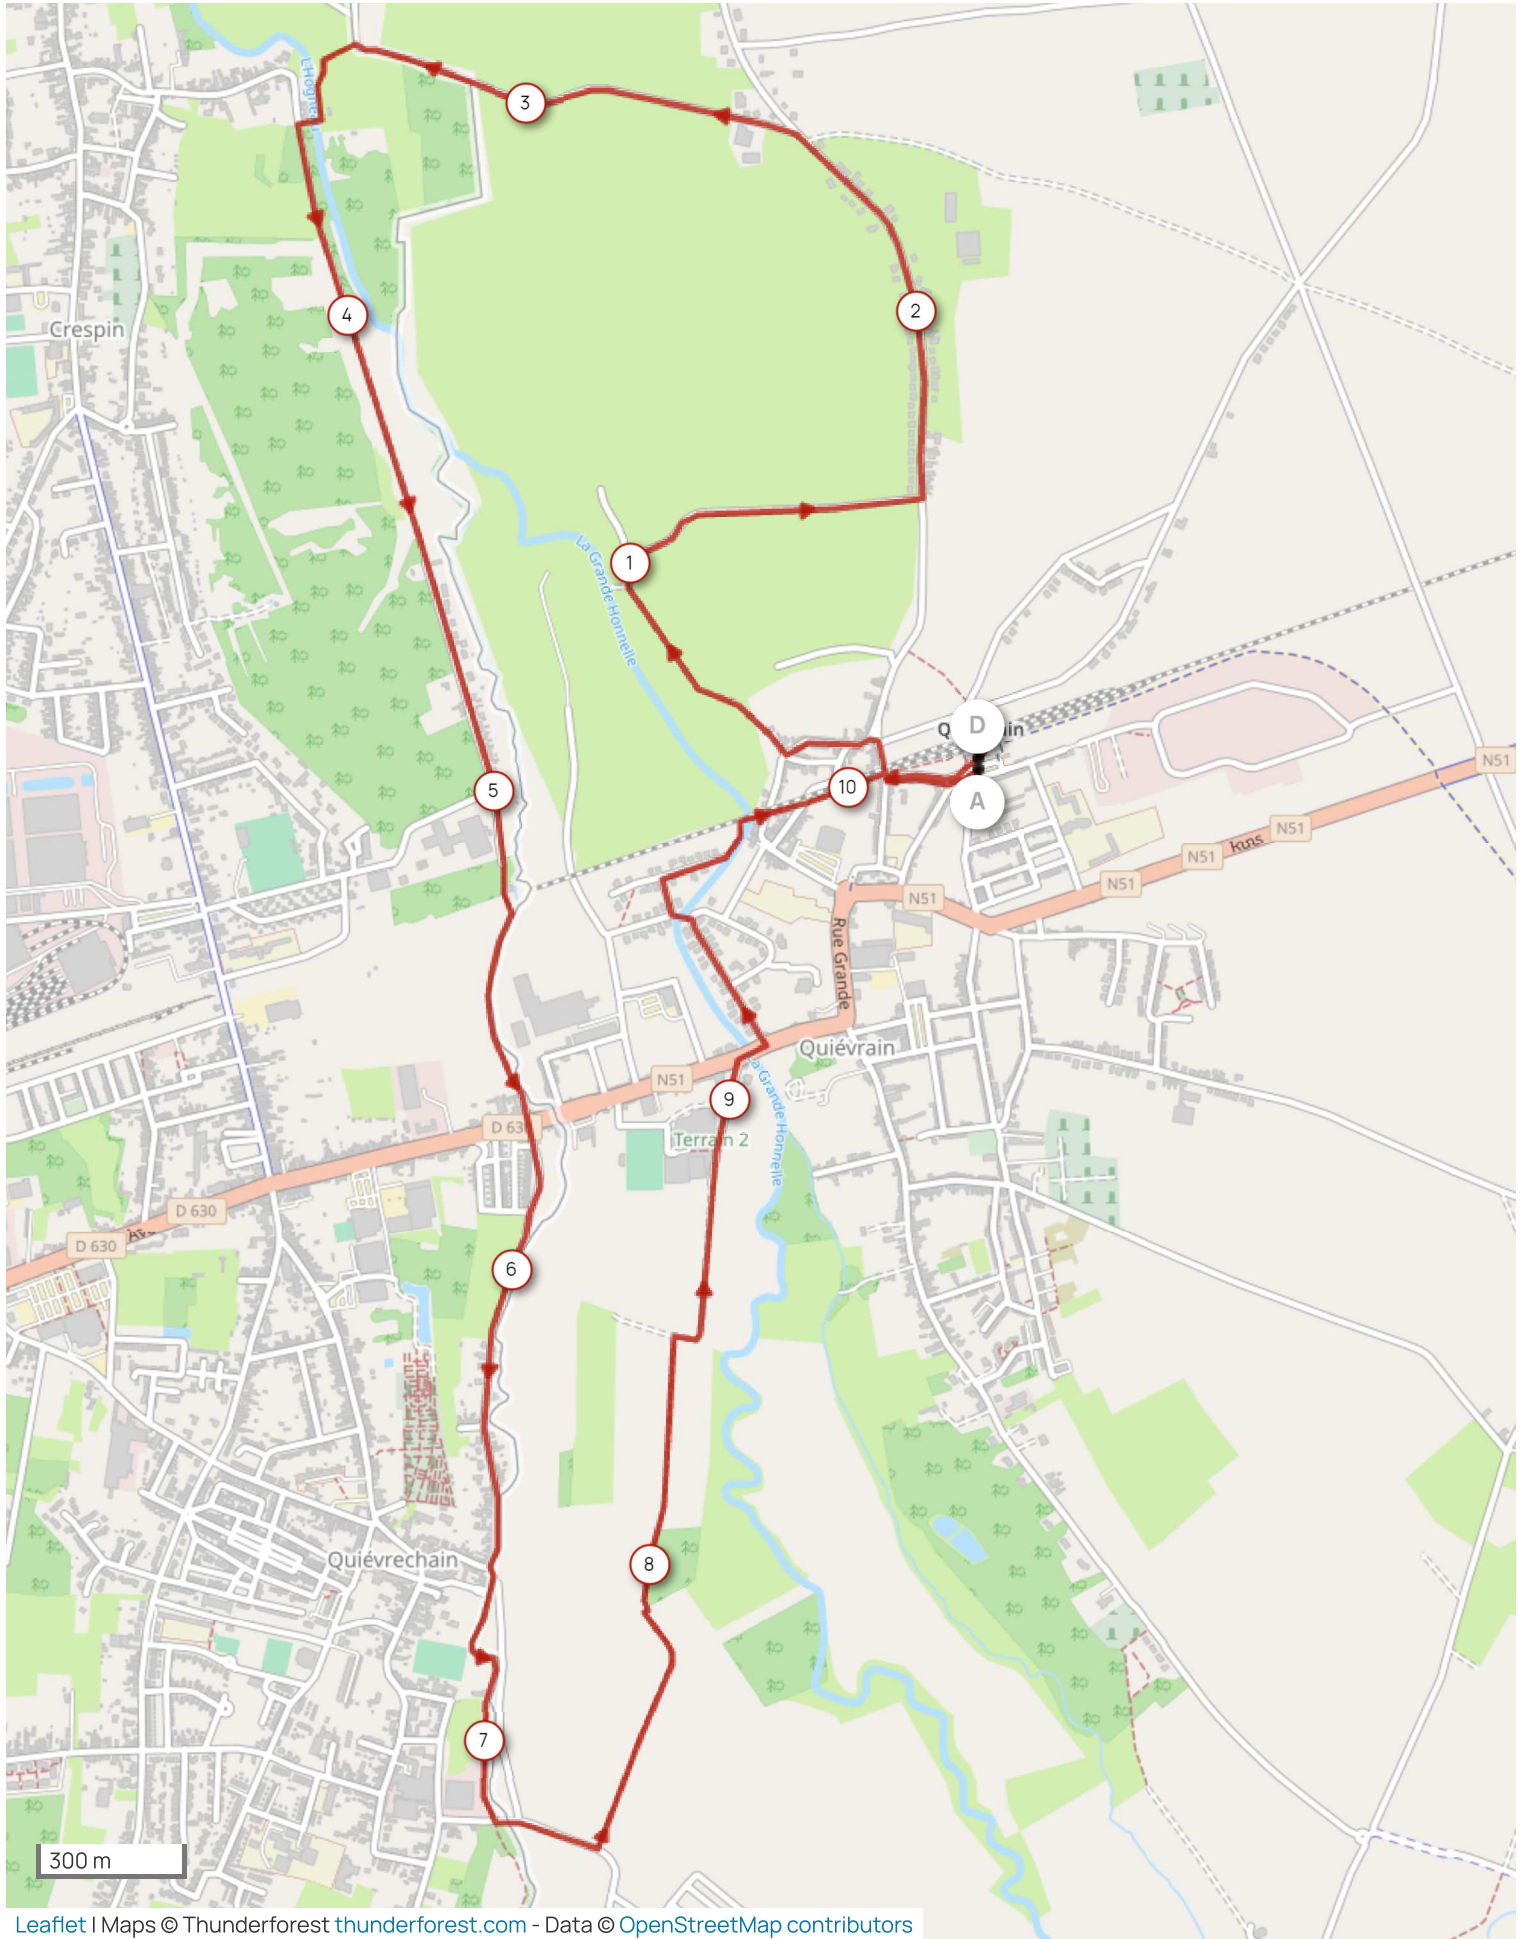 L'Hogneau
3
2
4
Crespin
1
La Grande Honnelle
D
A
N51
5
10
N51
N51
N51
N51
Rue Grande
Quiévrain
N51
9
La Grande Honnelle
D 630
Terrain 2
D 630
D 630
6
8
Quiévrechain
7
300 m
Leaflet | Maps © Thunderforest thunderforest.com - Data © OpenStreetMap contributors